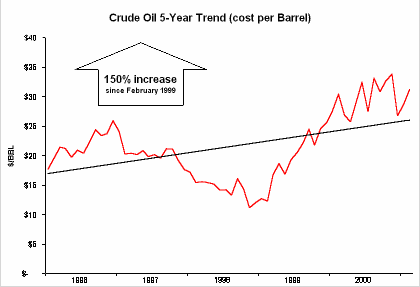 Crude Oil 5-Year Trend (cost per Barrel)
150% increase
since February 1999
$/BBL
$40
$35
$30
$25
$20
$15
$10
$5
$-
1996 1997 1998 1999 2000